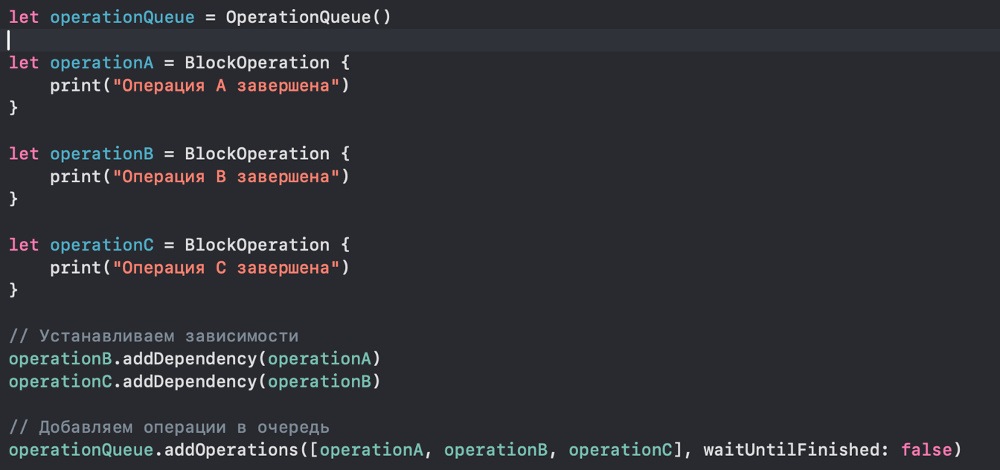 let operationQueue = OperationQueue()
let operationA = BlockOperation {
    print("Операция A завершена")
}
let operationB = BlockOperation {
    print("Операция B завершена")
}
let operationC = BlockOperation {
    print("Операция C завершена")
}
// Устанавливаем зависимости
operationB.addDependency(operationA)
operationC.addDependency(operationB)
// Добавляем операции в очередь
operationQueue.addOperations([operationA, operationB, operationC], waitUntilFinished: false)